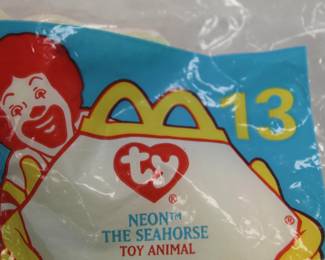 13
ty
®
NEON™
THE SEAHORSE
TOY ANIMAL
®